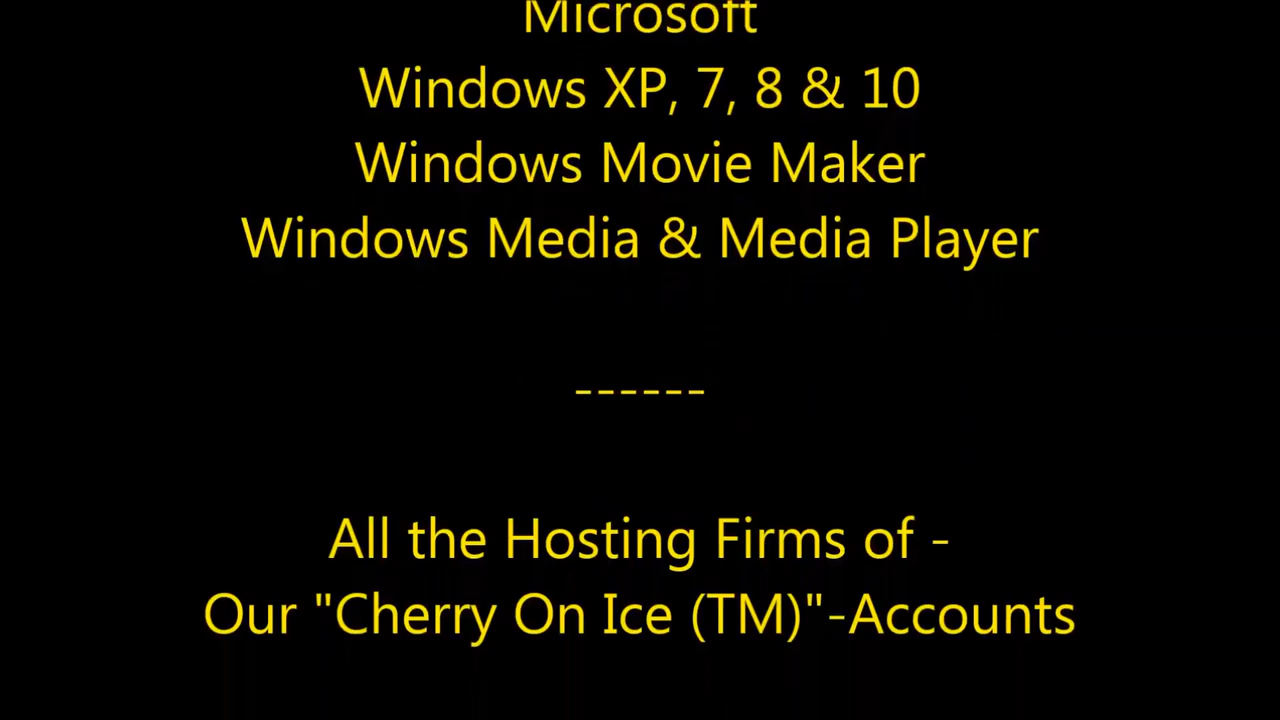 Microsoft
Windows XP, 7, 8 & 10
Windows Movie Maker
Windows Media & Media Player
------
All the Hosting Firms of -
Our "Cherry On Ice (TM)"-Accounts